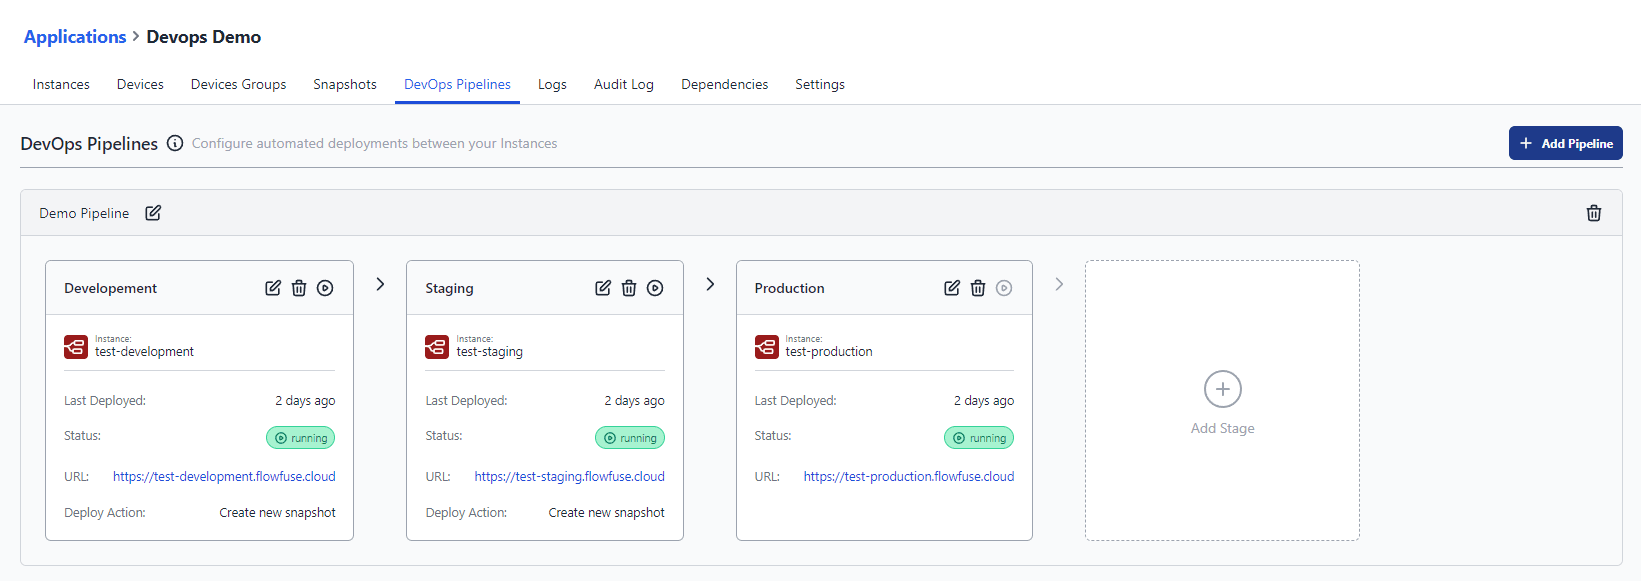 Applications > Devops Demo
Instances Devices Devices Groups Snapshots DevOps Pipelines Logs Audit Log Dependencies Settings
DevOps Pipelines Configure automated deployments between your Instances
+ Add Pipeline
Demo Pipeline
Developement
Instance:
test-development
Last Deployed: 2 days ago
Status: running
URL: https://test-development.flowfuse.cloud
Deploy Action: Create new snapshot
Staging
Instance:
test-staging
Last Deployed: 2 days ago
Status: running
URL: https://test-staging.flowfuse.cloud
Deploy Action: Create new snapshot
Production
Instance:
test-production
Last Deployed: 2 days ago
Status: running
URL: https://test-production.flowfuse.cloud
Add Stage